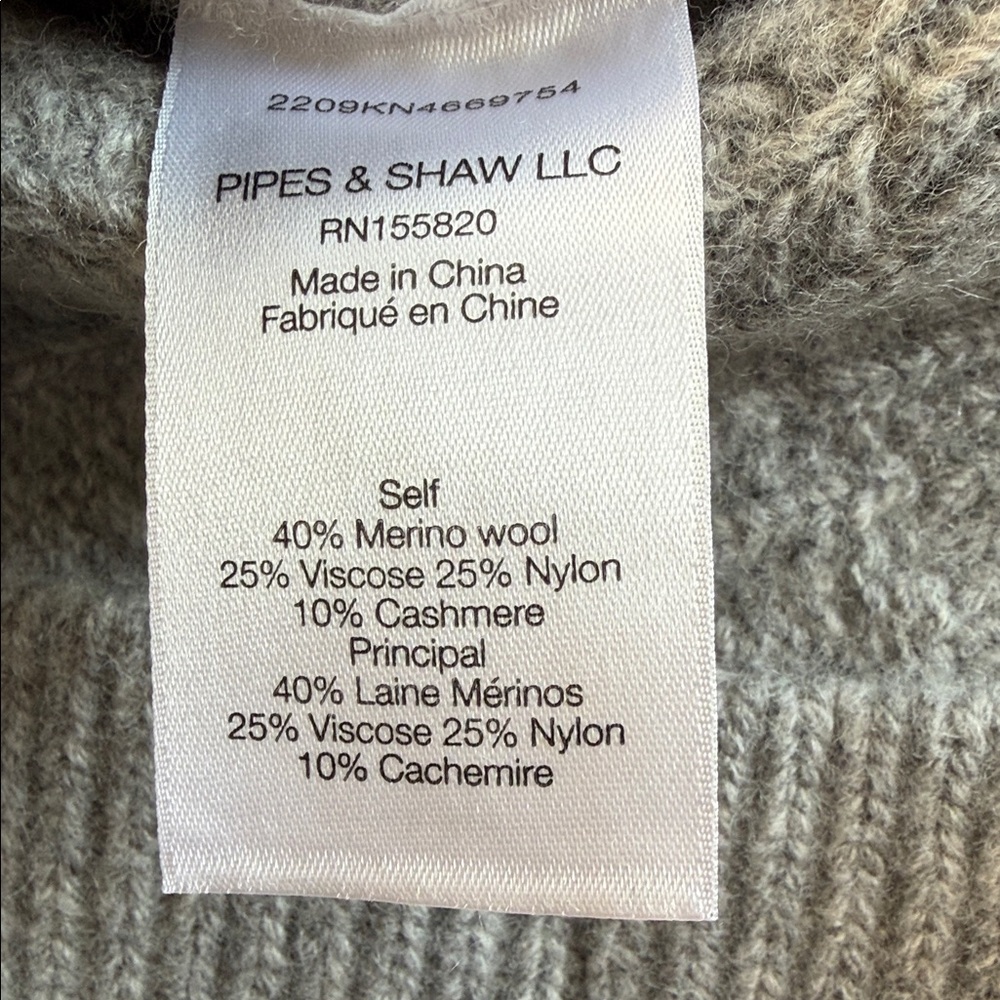 2209KN4669754
PIPES & SHAW LLC
RN155820
Made in China
Fabriqué en Chine
Self
40% Merino wool
25% Viscose 25% Nylon
10% Cashmere
Principal
40% Laine Mérinos
25% Viscose 25% Nylon
10% Cachemire